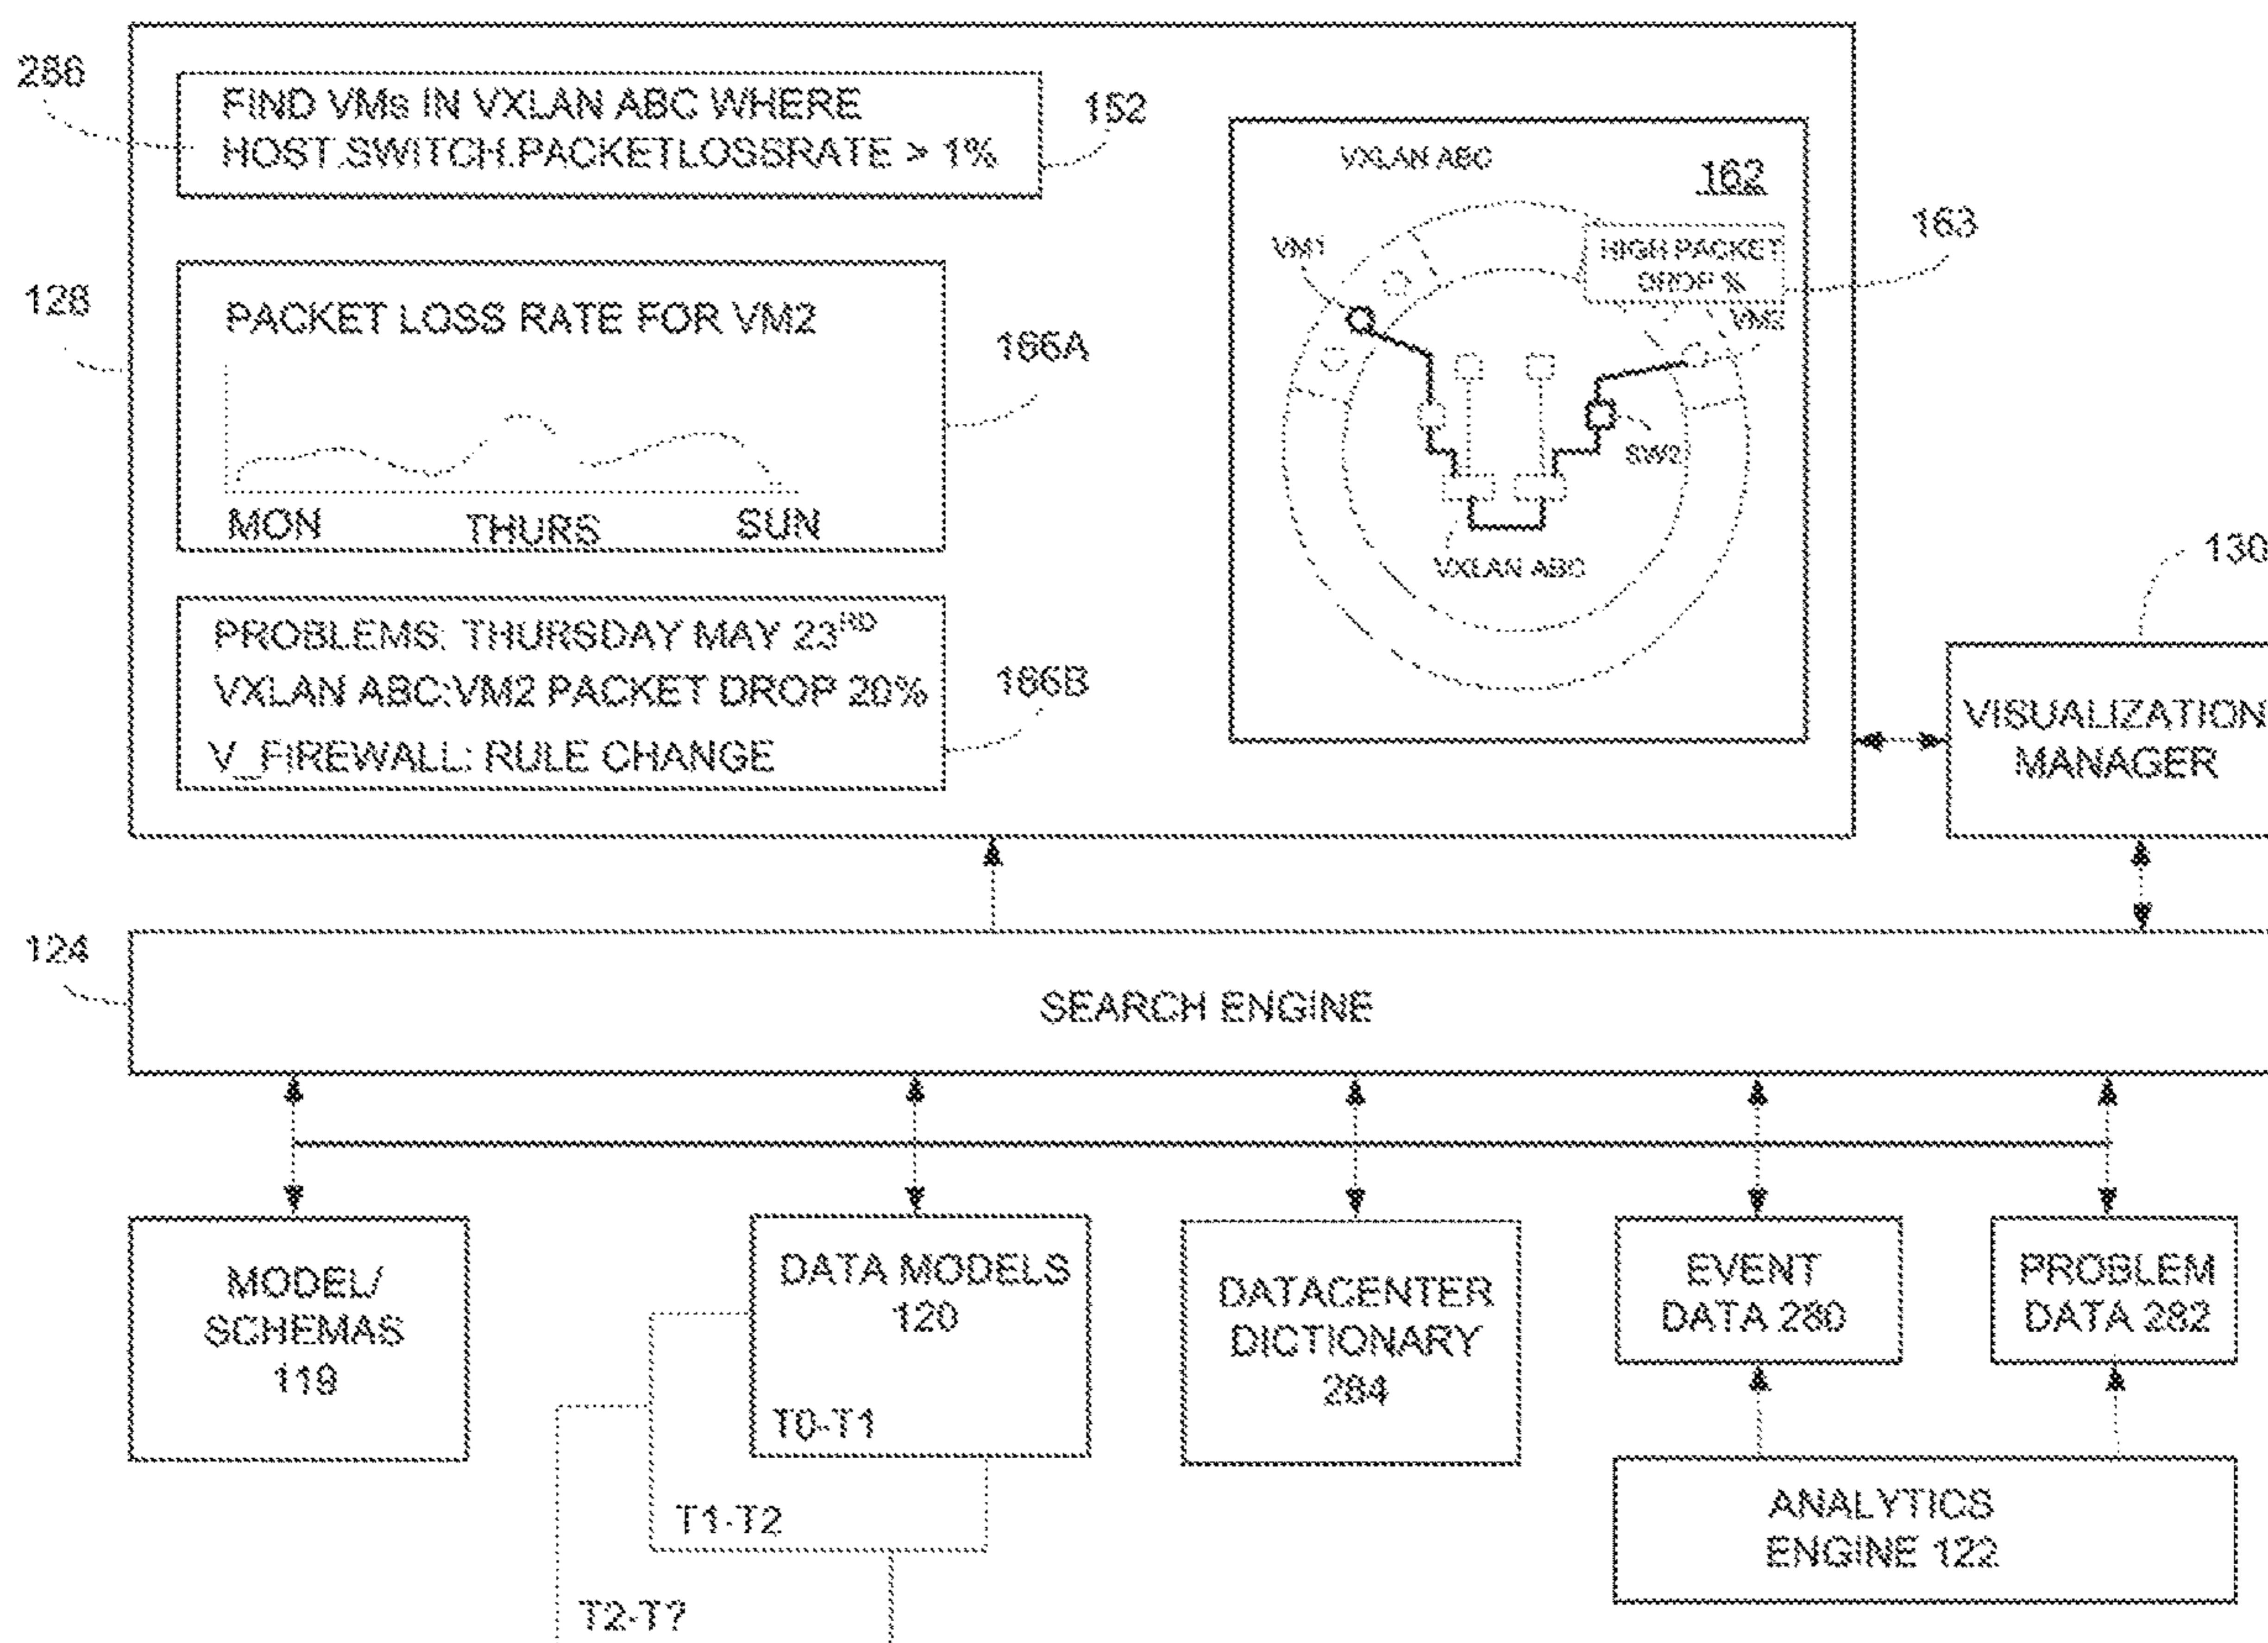 286
FIND VMs IN VXLAN ABC WHERE
HOST.SWITCH.PACKETLOSSRATE > 1%
152
128
PACKET LOSS RATE FOR VM2
MON THURS SUN
166A
PROBLEMS: THURSDAY MAY 23RD
VXLAN ABC:VM2 PACKET DROP 20%
V_FIREWALL: RULE CHANGE
166B
VXLAN ABC
162
VM1
HIGH PACKET
DROP %
163
VM2
SW2
VXLAN ABC
130
VISUALIZATION
MANAGER
124
SEARCH ENGINE
MODEL/
SCHEMAS
119
DATA MODELS
120
T0-T1
T1-T2
T2-T?
DATACENTER
DICTIONARY
284
EVENT
DATA 280
PROBLEM
DATA 282
ANALYTICS
ENGINE 122